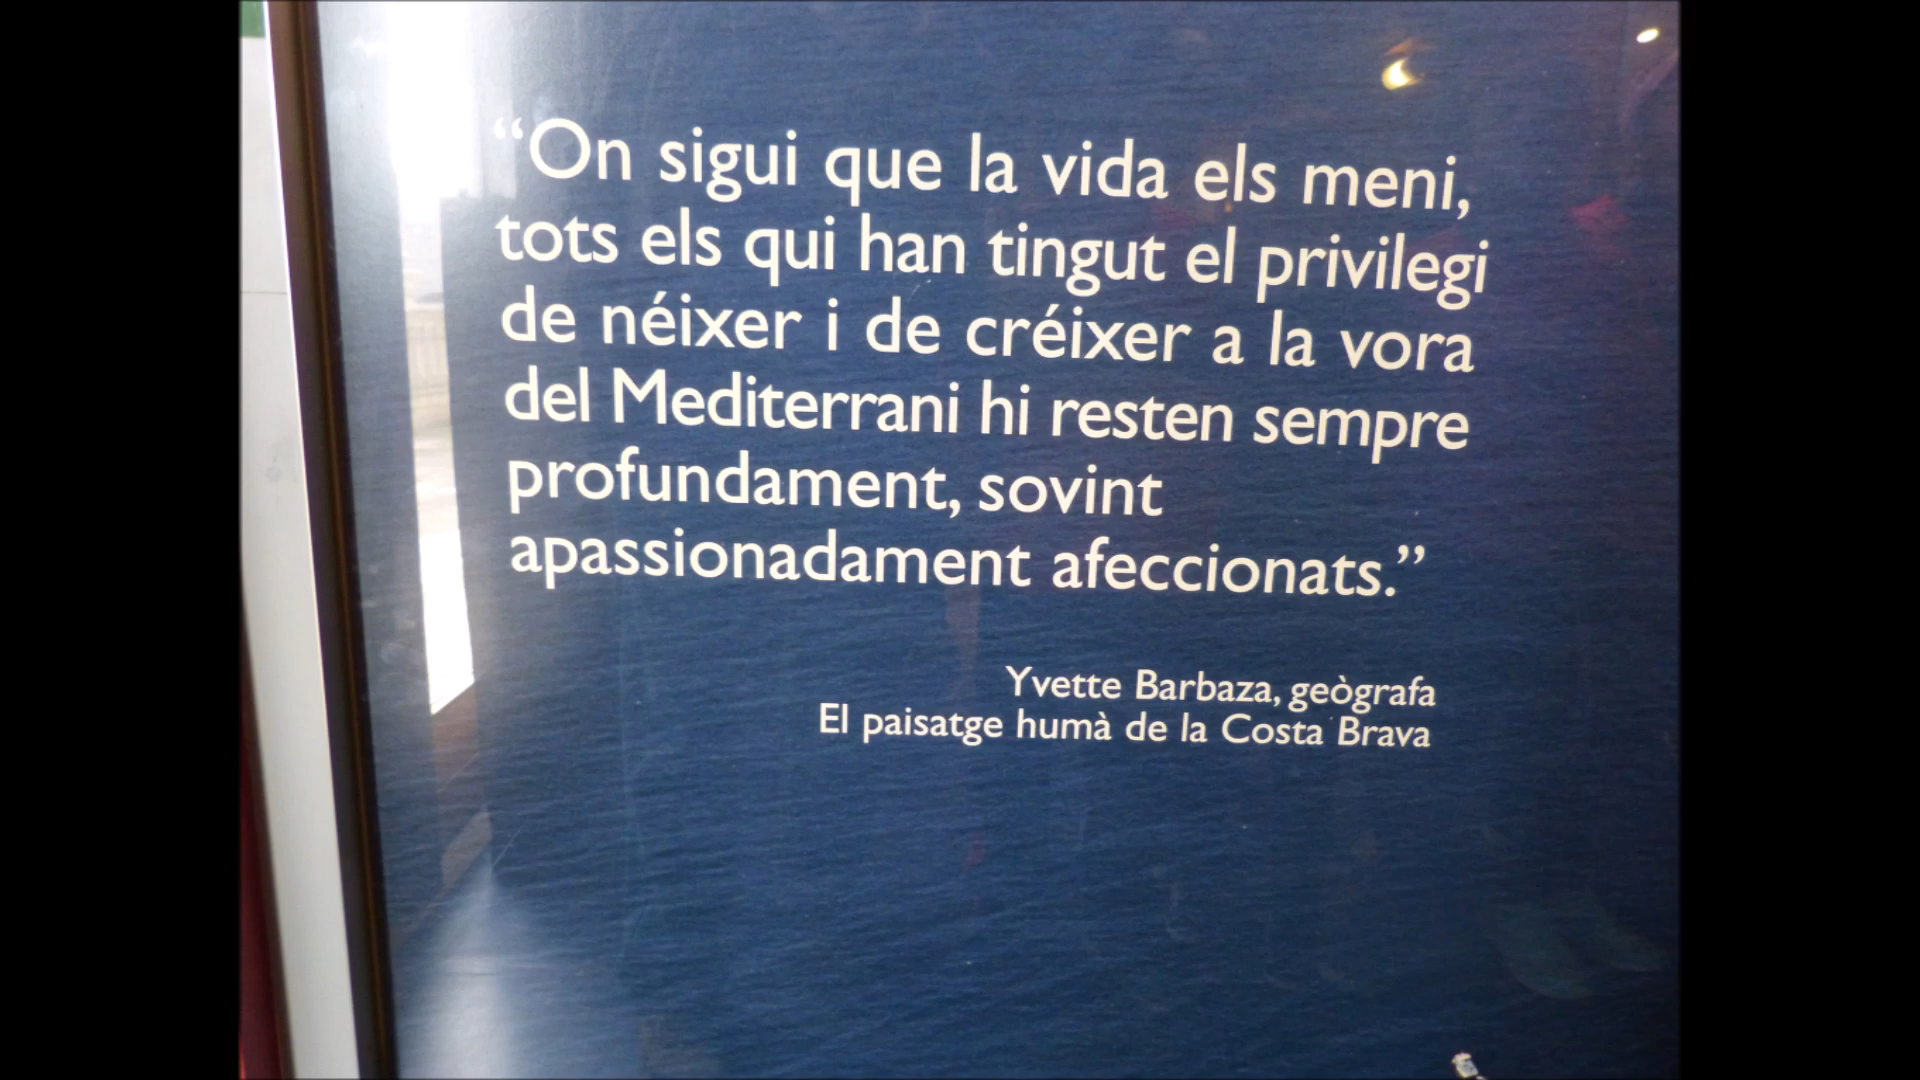 “On sigui que la vida els meni,
tots els qui han tingut el privilegi
de néixer i de créixer a la vora
del Mediterrani hi resten sempre
profundament, sovint
apassionadament afeccionats.”
Yvette Barbaza, geògrafa
El paisatge humà de la Costa Brava